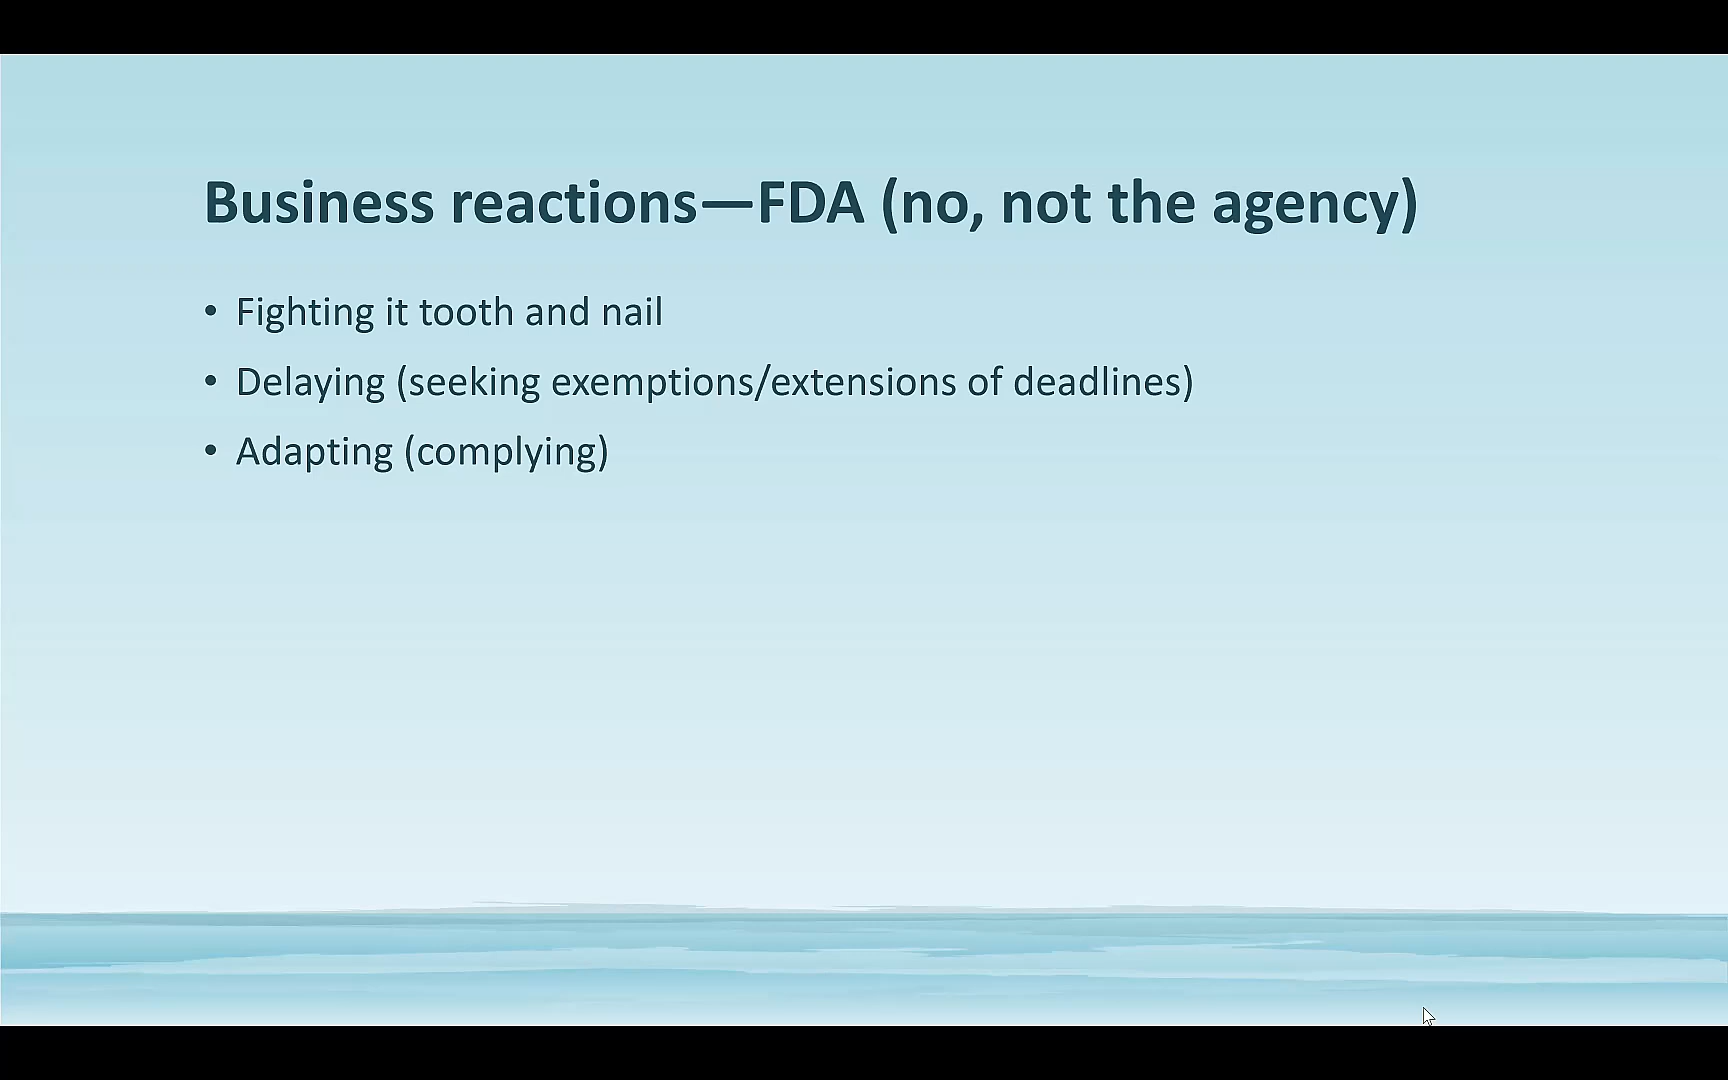 Business reactions—FDA (no, not the agency)
• Fighting it tooth and nail
• Delaying (seeking exemptions/extensions of deadlines)
• Adapting (complying)